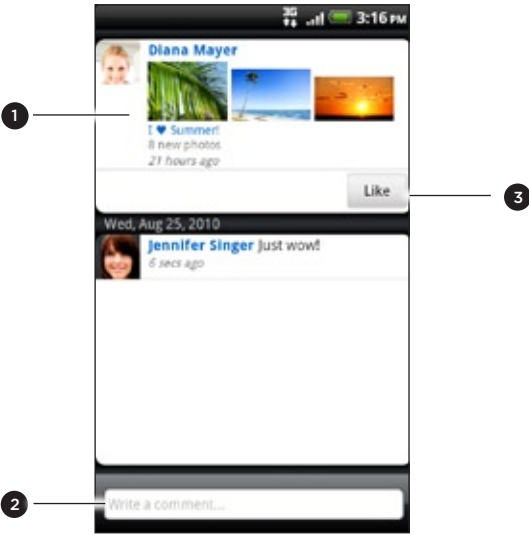 3G 3:16 PM
Diana Mayer
I ♥ Summer!
8 new photos
21 hours ago
1
Like
3
Wed, Aug 25, 2010
Jennifer Singer Just wow!
6 secs ago
2
Write a comment...